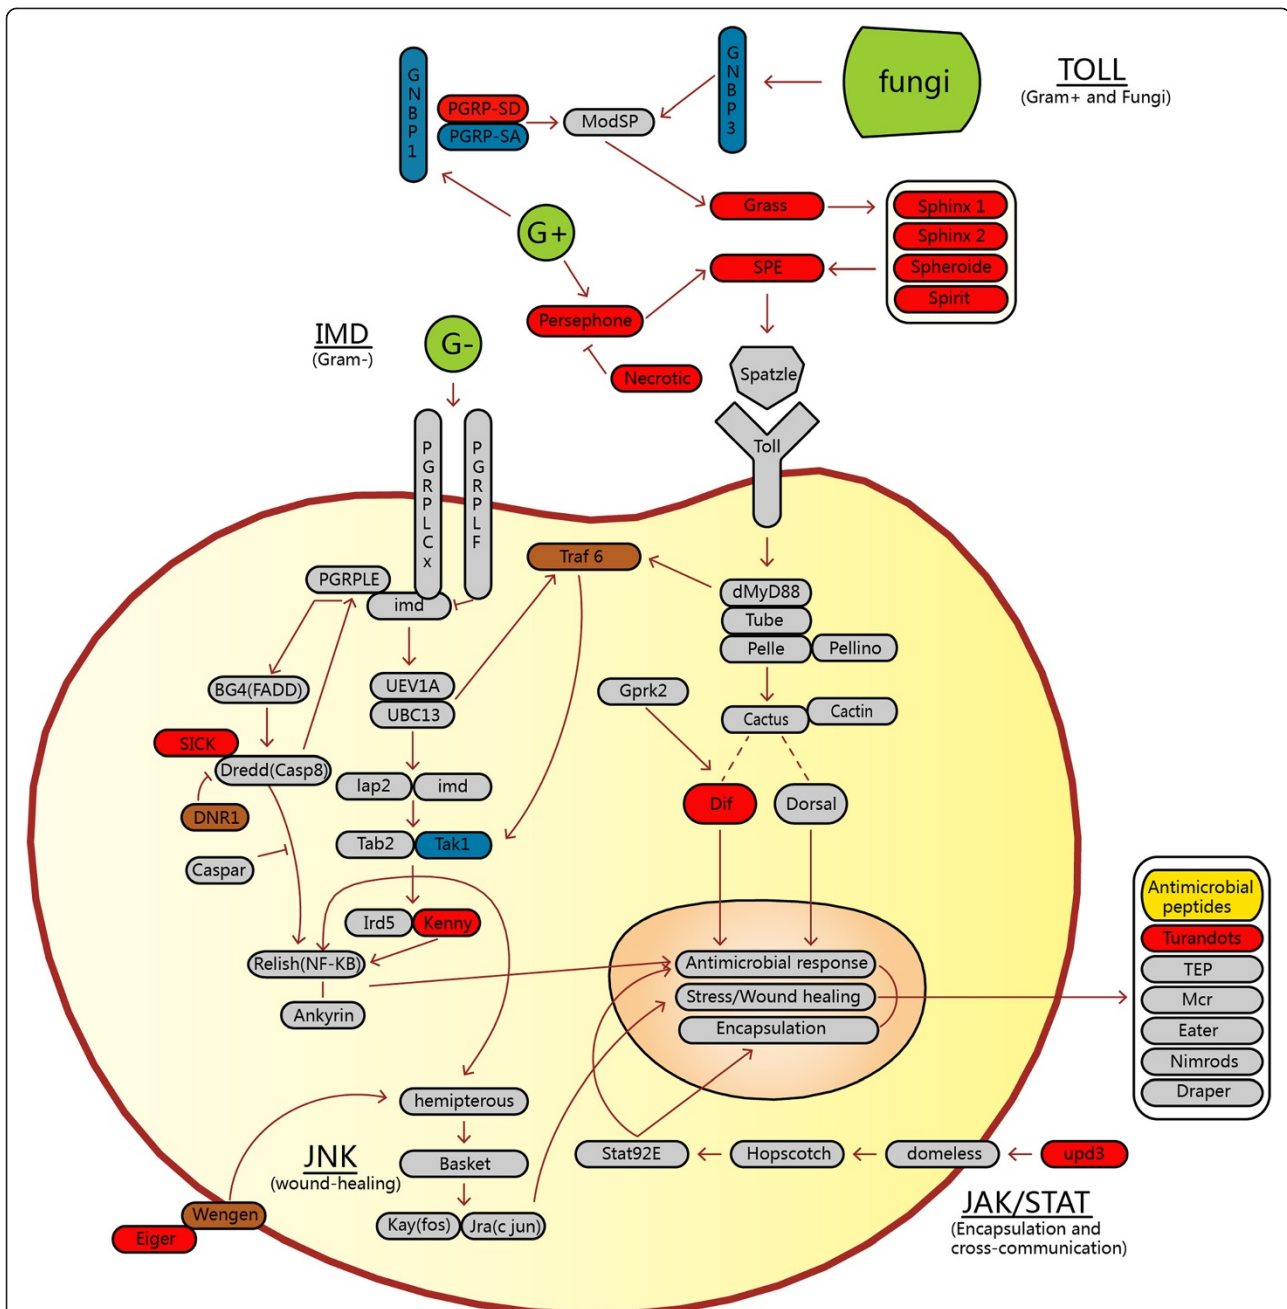 GNBP1
PGRP-SD
PGRP-SA
ModSP
GNBP3
fungi
TOLL
(Gram+ and Fungi)
G+
Grass
Sphinx 1
Sphinx 2
Spheroide
Spirit
SPE
Persephone
Necrotic
IMD
(Gram-)
G-
Spatzle
Toll
PGRPLCx
PGRPLF
PGRPLE
imd
Traf 6
dMyD88
Tube
Pelle
Pellino
BG4(FADD)
UEV1A
UBC13
Gprk2
Cactus
Cactin
SICK
Dredd(Casp8)
DNR1
Caspar
Iap2
imd
Dif
Dorsal
Tab2
Tak1
Ird5
Kenny
Relish(NF-KB)
Ankyrin
Antimicrobial response
Stress/Wound healing
Encapsulation
Antimicrobial
peptides
Turandots
TEP
Mcr
Eater
Nimrods
Draper
hemipterous
Basket
Kay(fos)
Jra(c jun)
JNK
(wound-healing)
Wengen
Eiger
Stat92E
Hopscotch
domeless
upd3
JAK/STAT
(Encapsulation and
cross-communication)